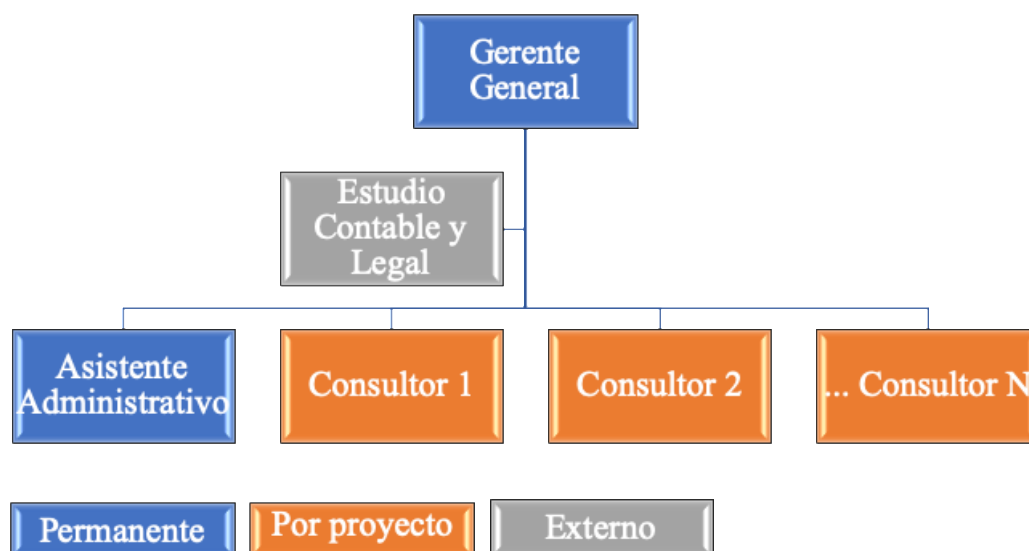 Gerente
General
Estudio
Contable y
Legal
Asistente
Administrativo
Consultor 1
Consultor 2
... Consultor N
Permanente
Por proyecto
Externo